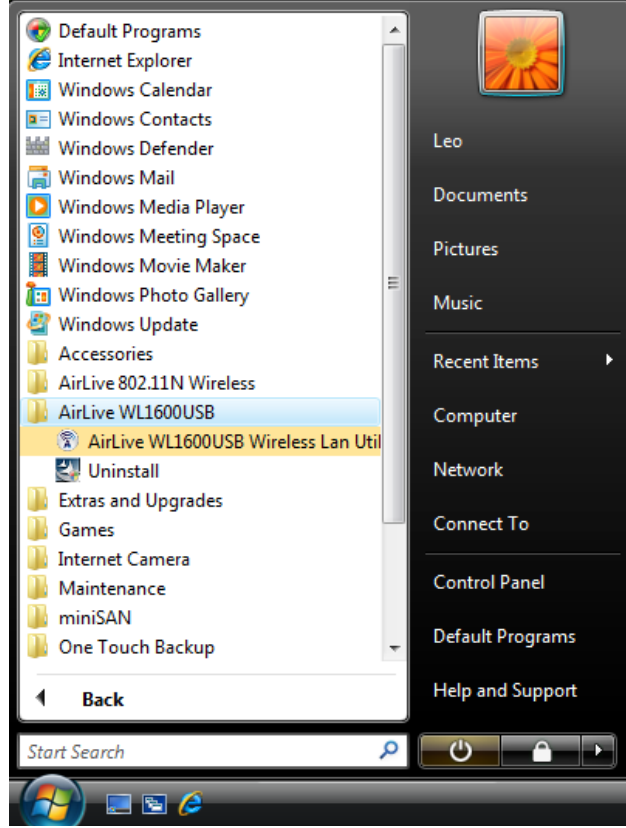 Default Programs
Internet Explorer
Windows Calendar
Windows Contacts
Windows Defender
Windows Mail
Windows Media Player
Windows Meeting Space
Windows Movie Maker
Windows Photo Gallery
Windows Update
Accessories
AirLive 802.11N Wireless
AirLive WL1600USB
AirLive WL1600USB Wireless Lan Util
Uninstall
Extras and Upgrades
Games
Internet Camera
Maintenance
miniSAN
One Touch Backup
Back
Start Search
Leo
Documents
Pictures
Music
Recent Items
Computer
Network
Connect To
Control Panel
Default Programs
Help and Support